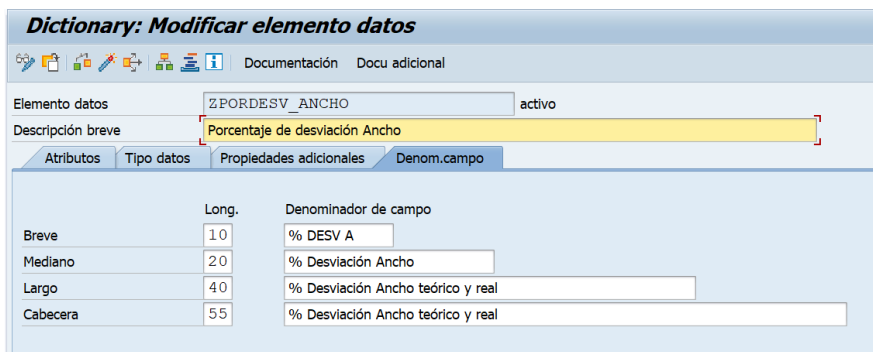 Dictionary: Modificar elemento datos
Documentación Docu adicional
Elemento datos ZPORDESV_ANCHO activo
Descripción breve Porcentaje de desviación Ancho
Atributos Tipo datos Propiedades adicionales Denom.campo
Long. Denominador de campo
Breve 10 % DESV A
Mediano 20 % Desviación Ancho
Largo 40 % Desviación Ancho teórico y real
Cabecera 55 % Desviación Ancho teórico y real